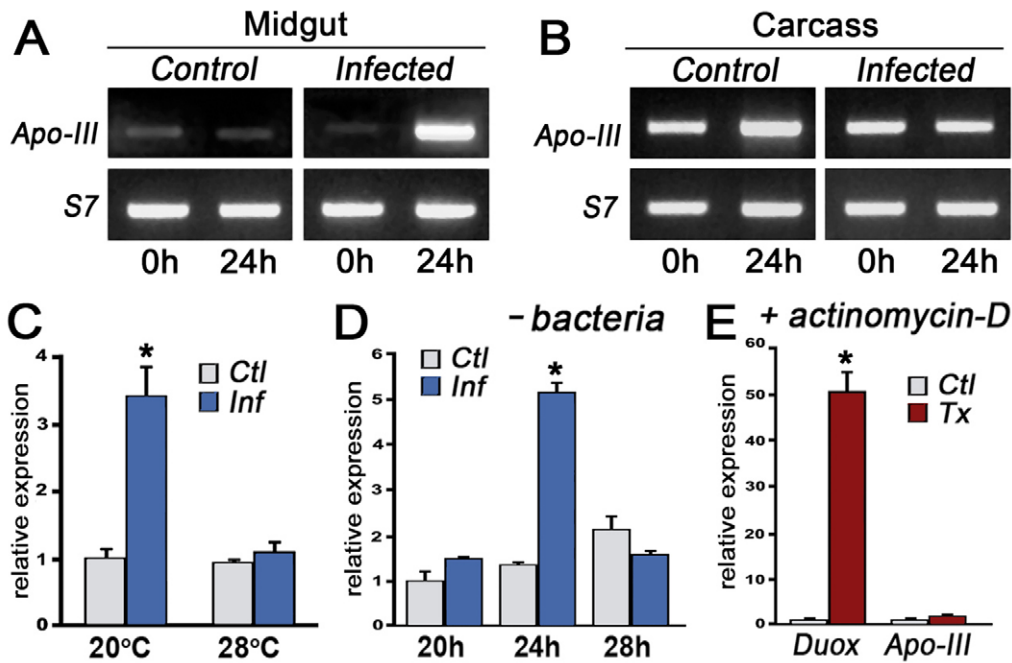 A
Midgut
Control Infected
Apo-III
S7
0h 24h 0h 24h
B
Carcass
Control Infected
Apo-III
S7
0h 24h 0h 24h
C
relative expression
4
3
2
1
0
*
Ctl
Inf
20°C 28°C
D
- bacteria
relative expression
6
5
4
3
2
1
0
*
Ctl
Inf
20h 24h 28h
E
+ actinomycin-D
relative expression
60
50
40
30
20
10
0
*
Ctl
Tx
Duox Apo-III